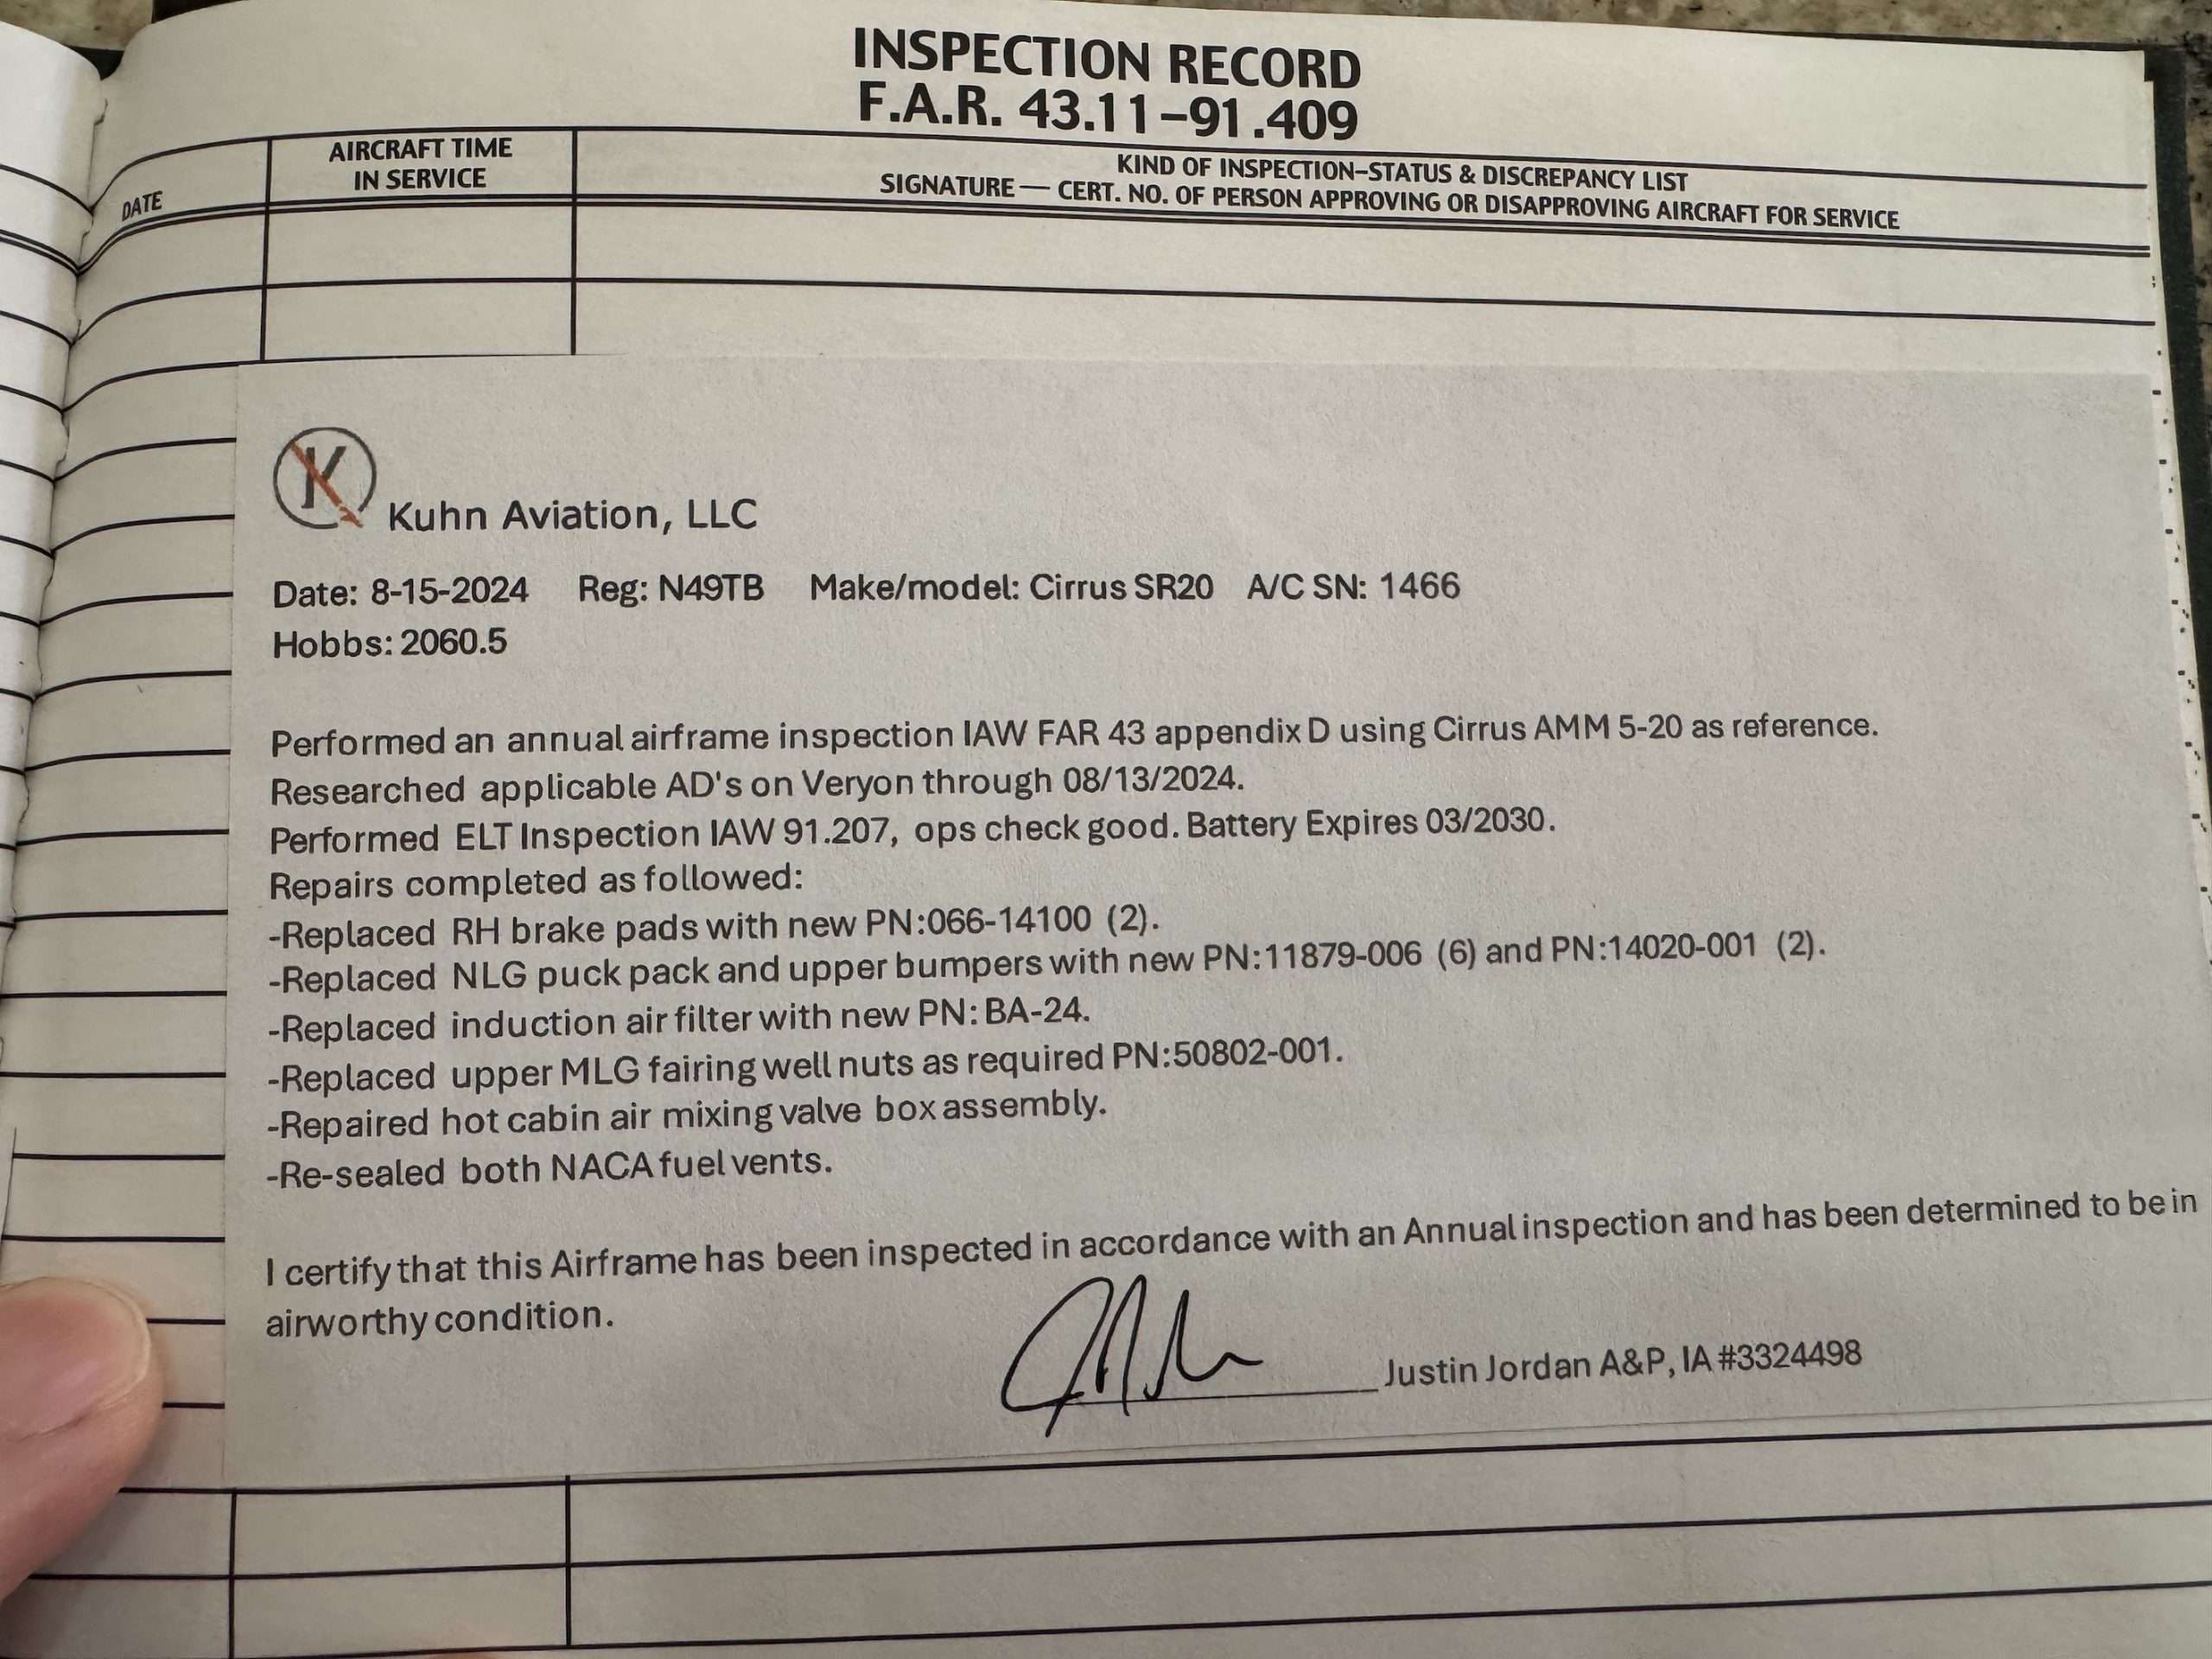 INSPECTION RECORD
F.A.R. 43.11–91.409
DATE
AIRCRAFT TIME
IN SERVICE
KIND OF INSPECTION–STATUS & DISCREPANCY LIST
SIGNATURE — CERT. NO. OF PERSON APPROVING OR DISAPPROVING AIRCRAFT FOR SERVICE
K
Kuhn Aviation, LLC
Date: 8-15-2024 Reg: N49TB Make/model: Cirrus SR20 A/C SN: 1466
Hobbs: 2060.5
Performed an annual airframe inspection IAW FAR 43 appendix D using Cirrus AMM 5-20 as reference.
Researched applicable AD's on Veryon through 08/13/2024.
Performed ELT Inspection IAW 91.207, ops check good. Battery Expires 03/2030.
Repairs completed as followed:
-Replaced RH brake pads with new PN:066-14100 (2).
-Replaced NLG puck pack and upper bumpers with new PN:11879-006 (6) and PN:14020-001 (2).
-Replaced induction air filter with new PN: BA-24.
-Replaced upper MLG fairing well nuts as required PN:50802-001.
-Repaired hot cabin air mixing valve box assembly.
-Re-sealed both NACA fuel vents.
I certify that this Airframe has been inspected in accordance with an Annual inspection and has been determined to be in
airworthy condition.
Justin Jordan A&P, IA #3324498